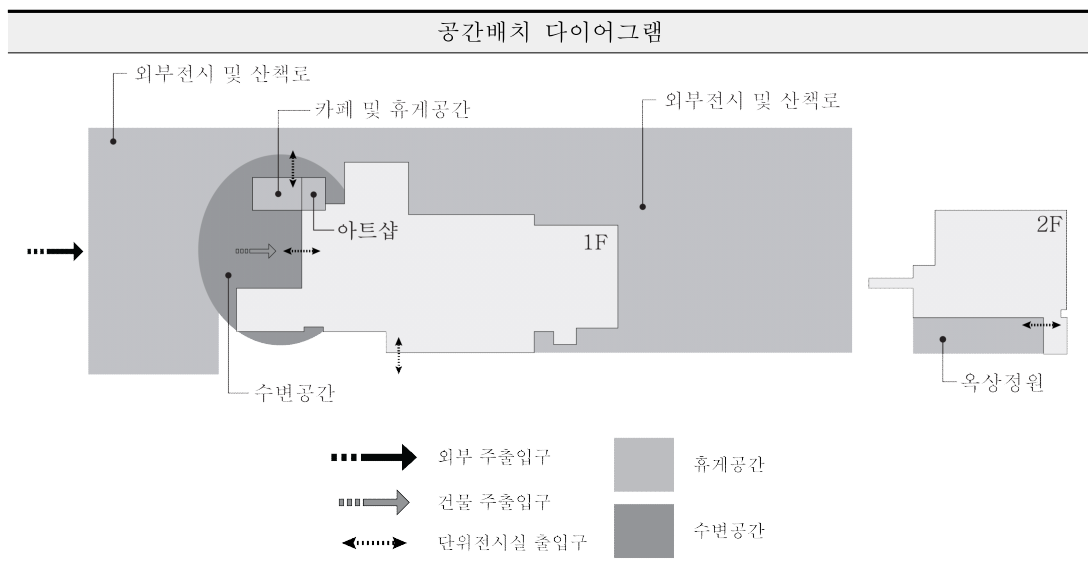 공간배치 다이어그램
외부전시 및 산책로
카페 및 휴게공간
외부전시 및 산책로
아트샵
1F
2F
수변공간
옥상정원
외부 주출입구
휴게공간
건물 주출입구
수변공간
단위전시실 출입구